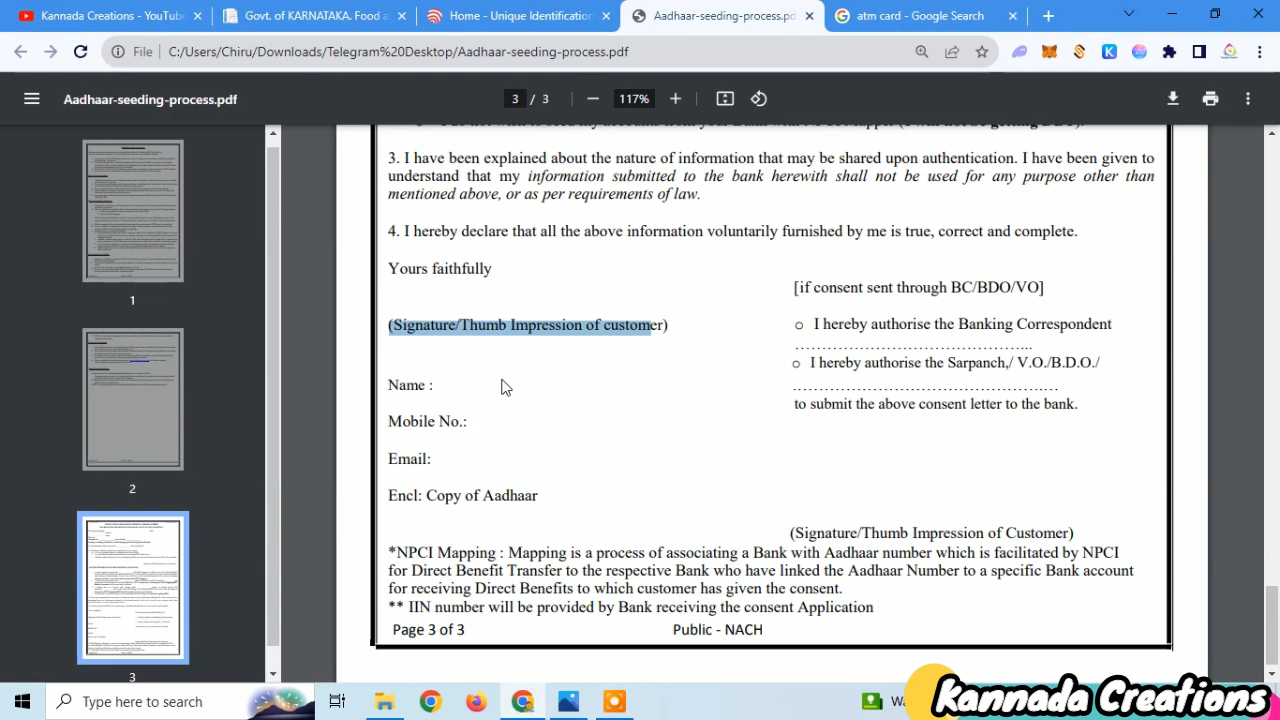 Kannada Creations - YouTube
Govt. of KARNATAKA. Food a
Home - Unique Identification
Aadhaar-seeding-process.pdf
atm card - Google Search
File
C:/Users/Chiru/Downloads/Telegram%20Desktop/Aadhaar-seeding-process.pdf
Aadhaar-seeding-process.pdf
3 / 3
117%
3. I have been explained about the nature of information that may be shared upon authentication. I have been given to
understand that my information submitted to the bank herewith shall not be used for any purpose other than
mentioned above, or as per requirements of law.
4. I hereby declare that all the above information voluntarily furnished by me is true, correct and complete.
Yours faithfully
[if consent sent through BC/BDO/VO]
(Signature/Thumb Impression of customer)
o I hereby authorise the Banking Correspondent
…………………………………….
o I hereby authorise the Sarpanch,/ V.O./B.D.O./
Name :
…………………………………………
to submit the above consent letter to the bank.
Mobile No.:
Email:
Encl: Copy of Aadhaar
(Signature/Thumb Impression of Customer)
*NPCI Mapping : Mapping is a process of associating a Bank with Aadhaar number which is facilitated by NPCI
for Direct Benefit Transfer to the respective Bank who have linked the Aadhaar Number to a specific Bank account
for receiving Direct Benefits to which customer has given the consent.
** IIN number will be provided by Bank receiving the consent Application
Page 3 of 3
Public - NACH
1
2
3
Type here to search
Kannada Creations